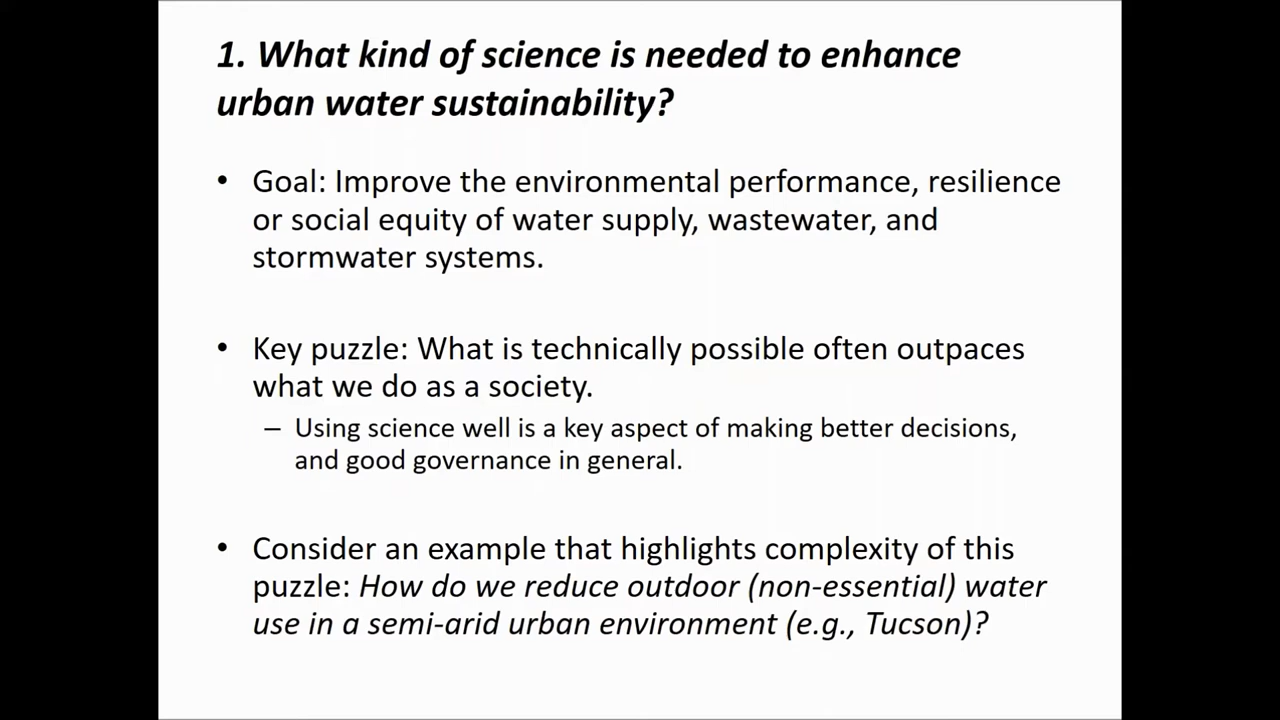 1. What kind of science is needed to enhance
urban water sustainability?
• Goal: Improve the environmental performance, resilience
or social equity of water supply, wastewater, and
stormwater systems.
• Key puzzle: What is technically possible often outpaces
what we do as a society.
– Using science well is a key aspect of making better decisions,
and good governance in general.
• Consider an example that highlights complexity of this
puzzle: How do we reduce outdoor (non-essential) water
use in a semi-arid urban environment (e.g., Tucson)?